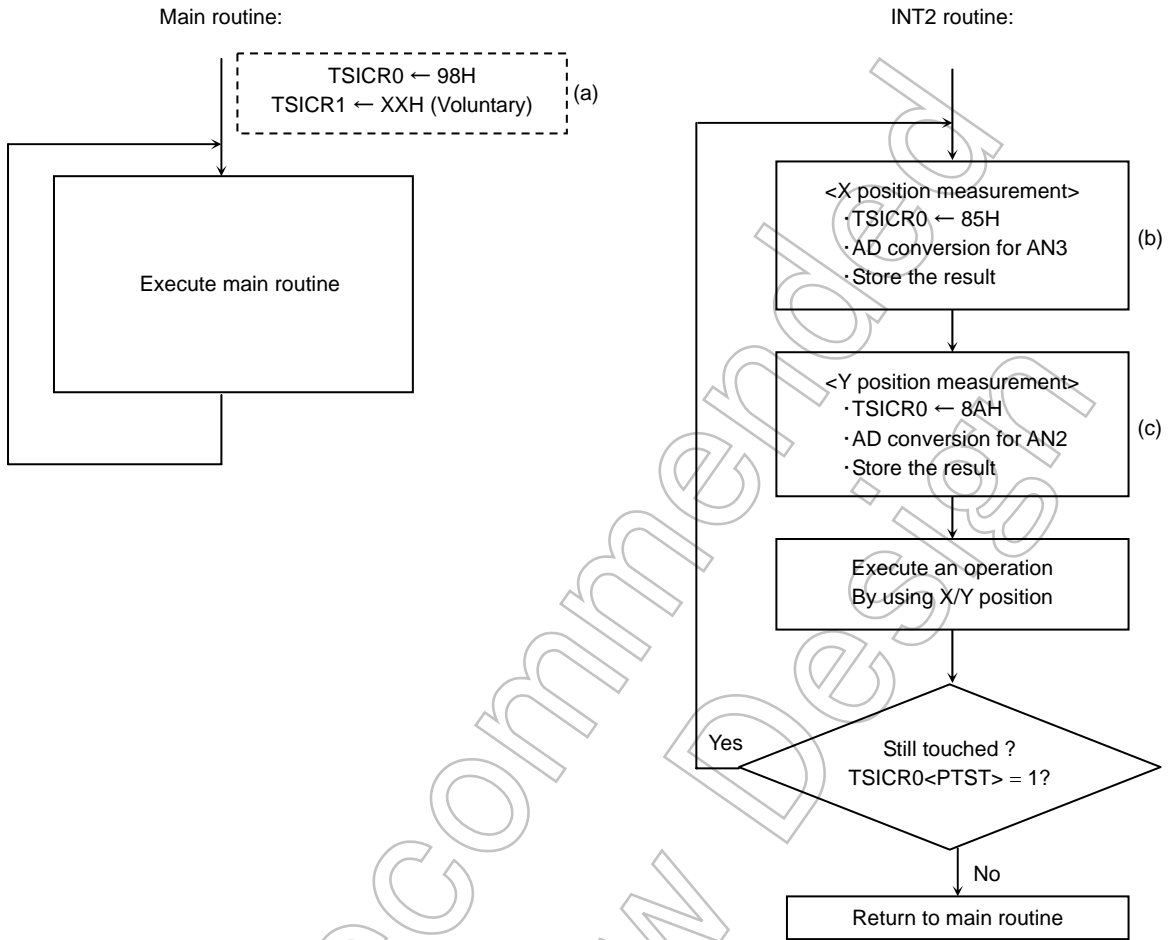 Main routine:
TSICR0 ← 98H
TSICR1 ← XXH (Voluntary)
(a)
Execute main routine
INT2 routine:
<X position measurement>
・TSICR0 ← 85H
・AD conversion for AN3
・Store the result
(b)
<Y position measurement>
・TSICR0 ← 8AH
・AD conversion for AN2
・Store the result
(c)
Execute an operation
By using X/Y position
Yes
Still touched ?
TSICR0<PTST> = 1?
No
Return to main routine
ecommended
w Design